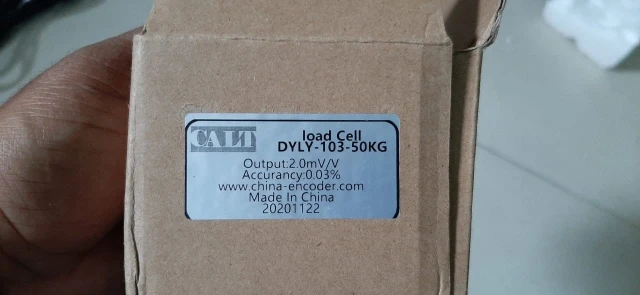 CALT
load Cell
DYLY-103-50KG
Output:2.0mV/V
Accurancy:0.03%
www.china-encoder.com
Made In China
20201122